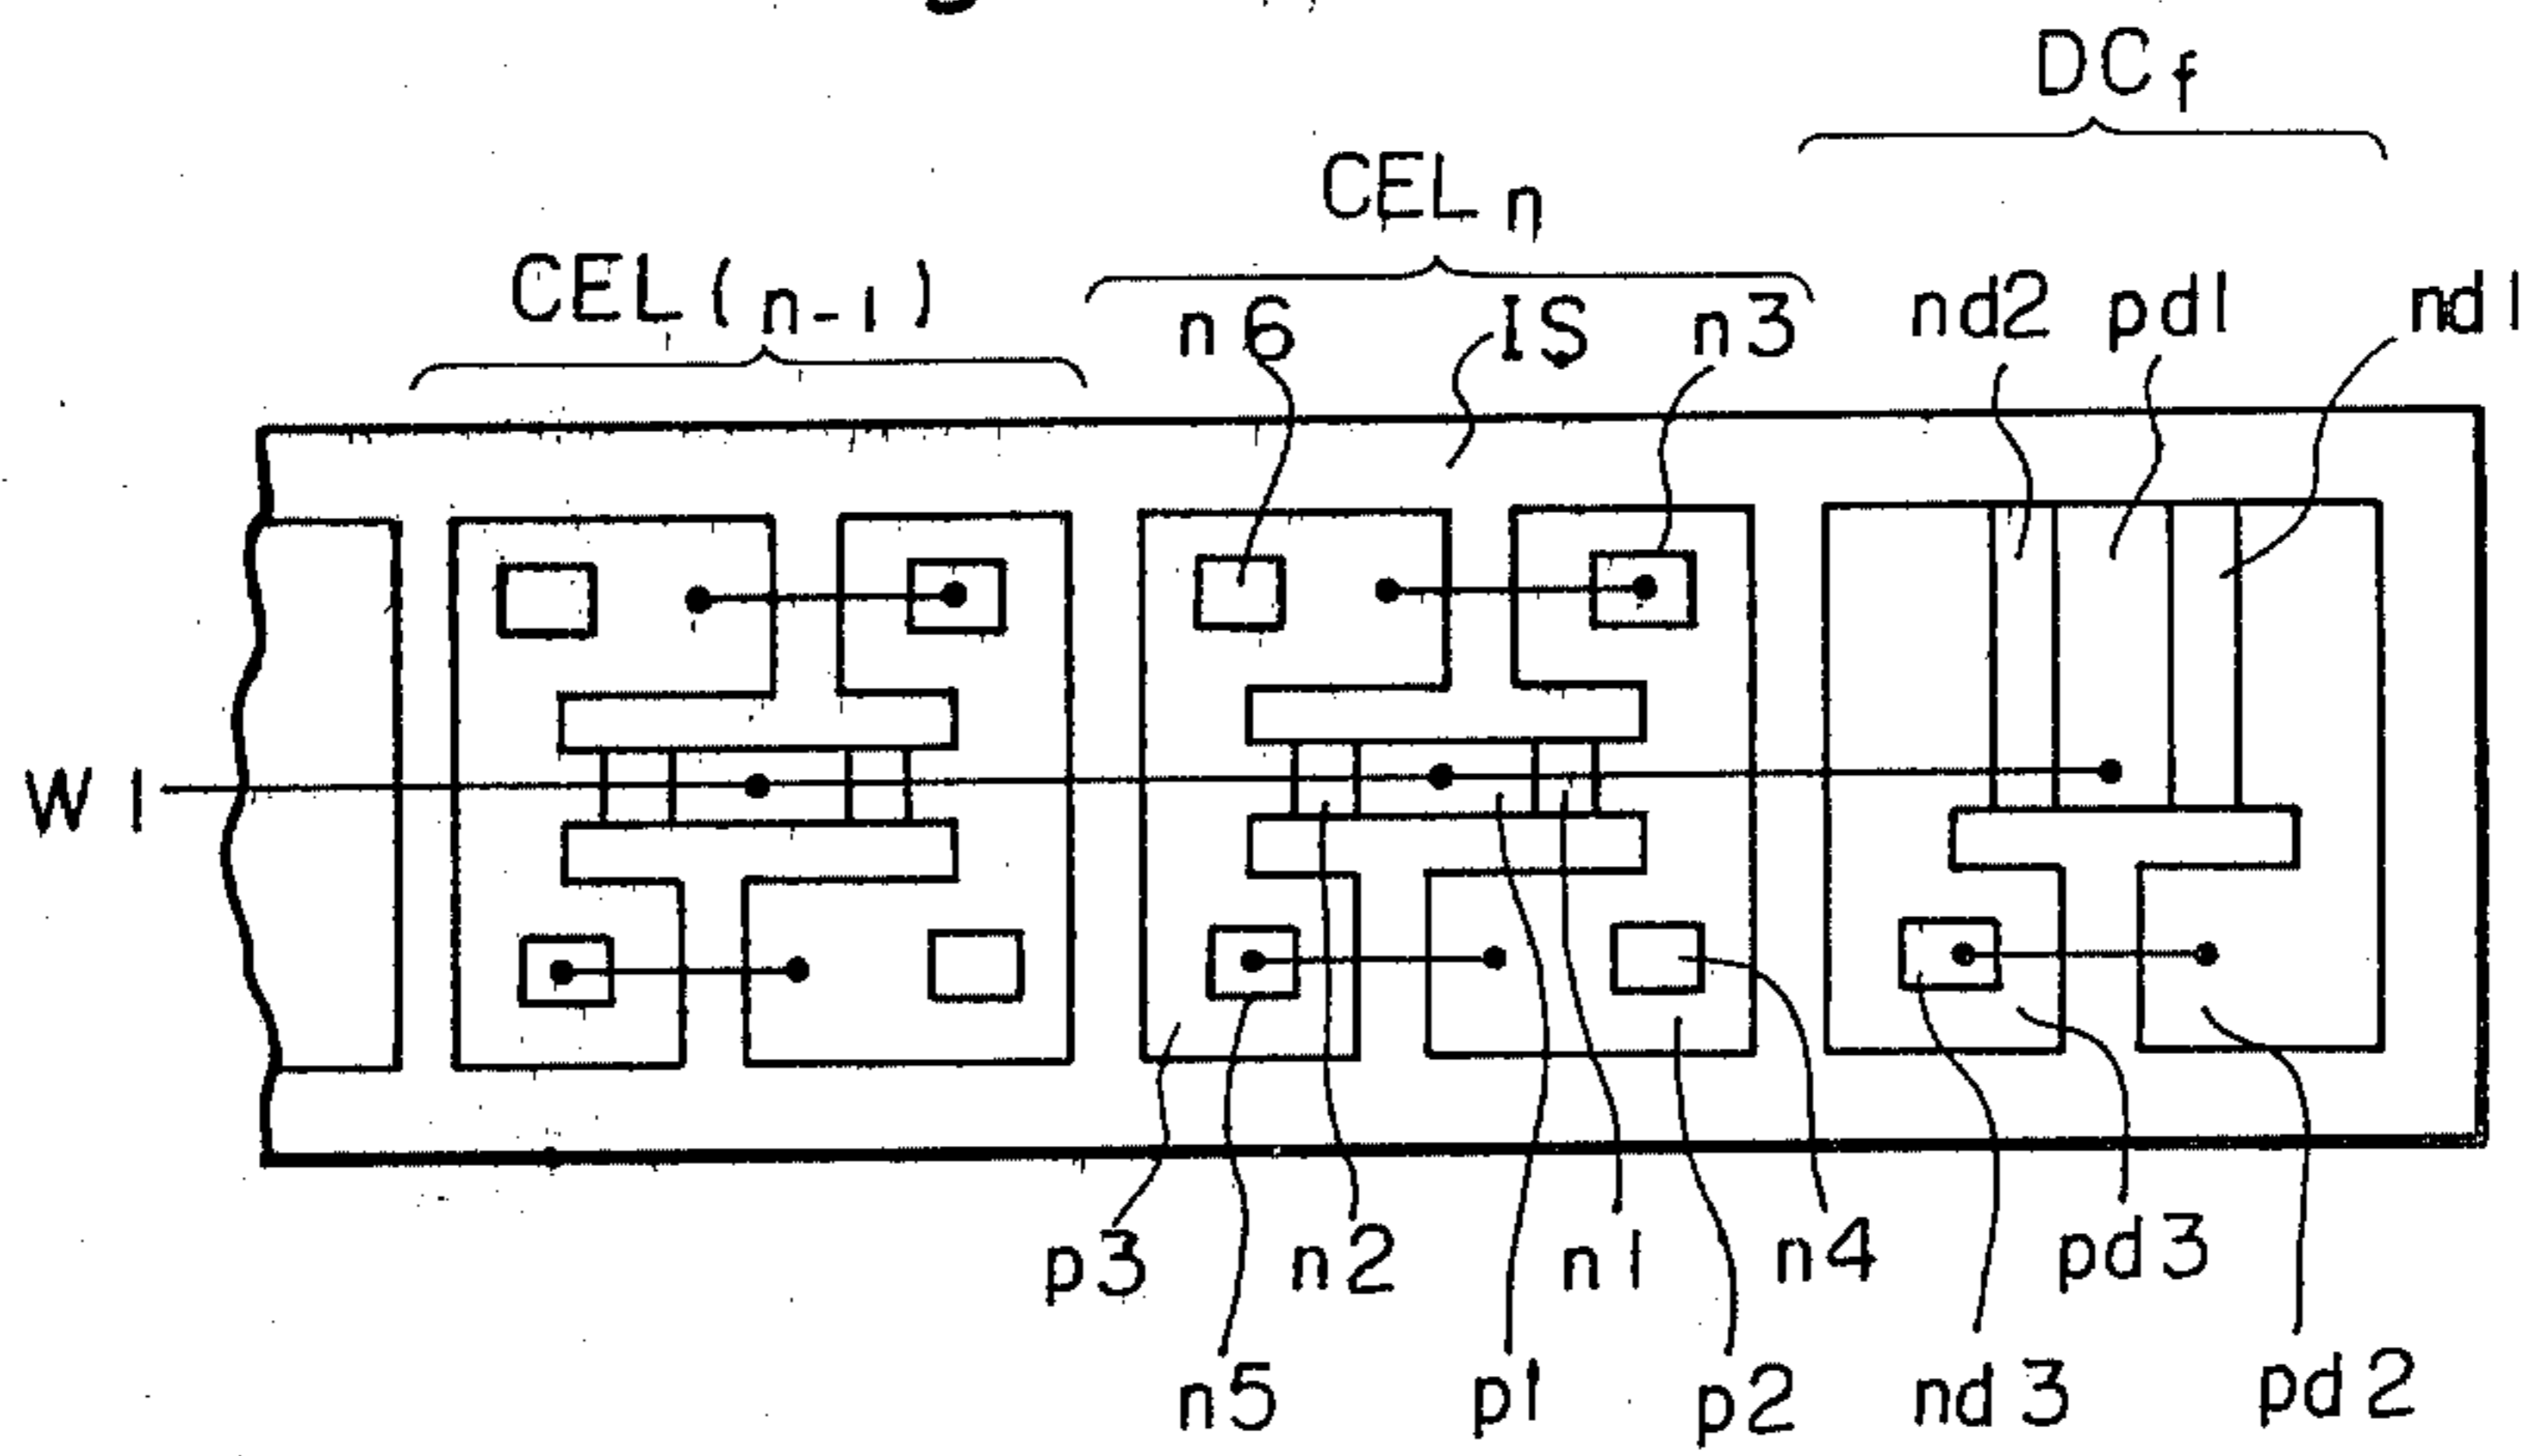 DCf
CELn
CEL(n-1)
n6 IS n3 nd2 pd1 nd1
W1
p3 n2 n1 n4 pd3
n5 p1 p2 nd3 pd2